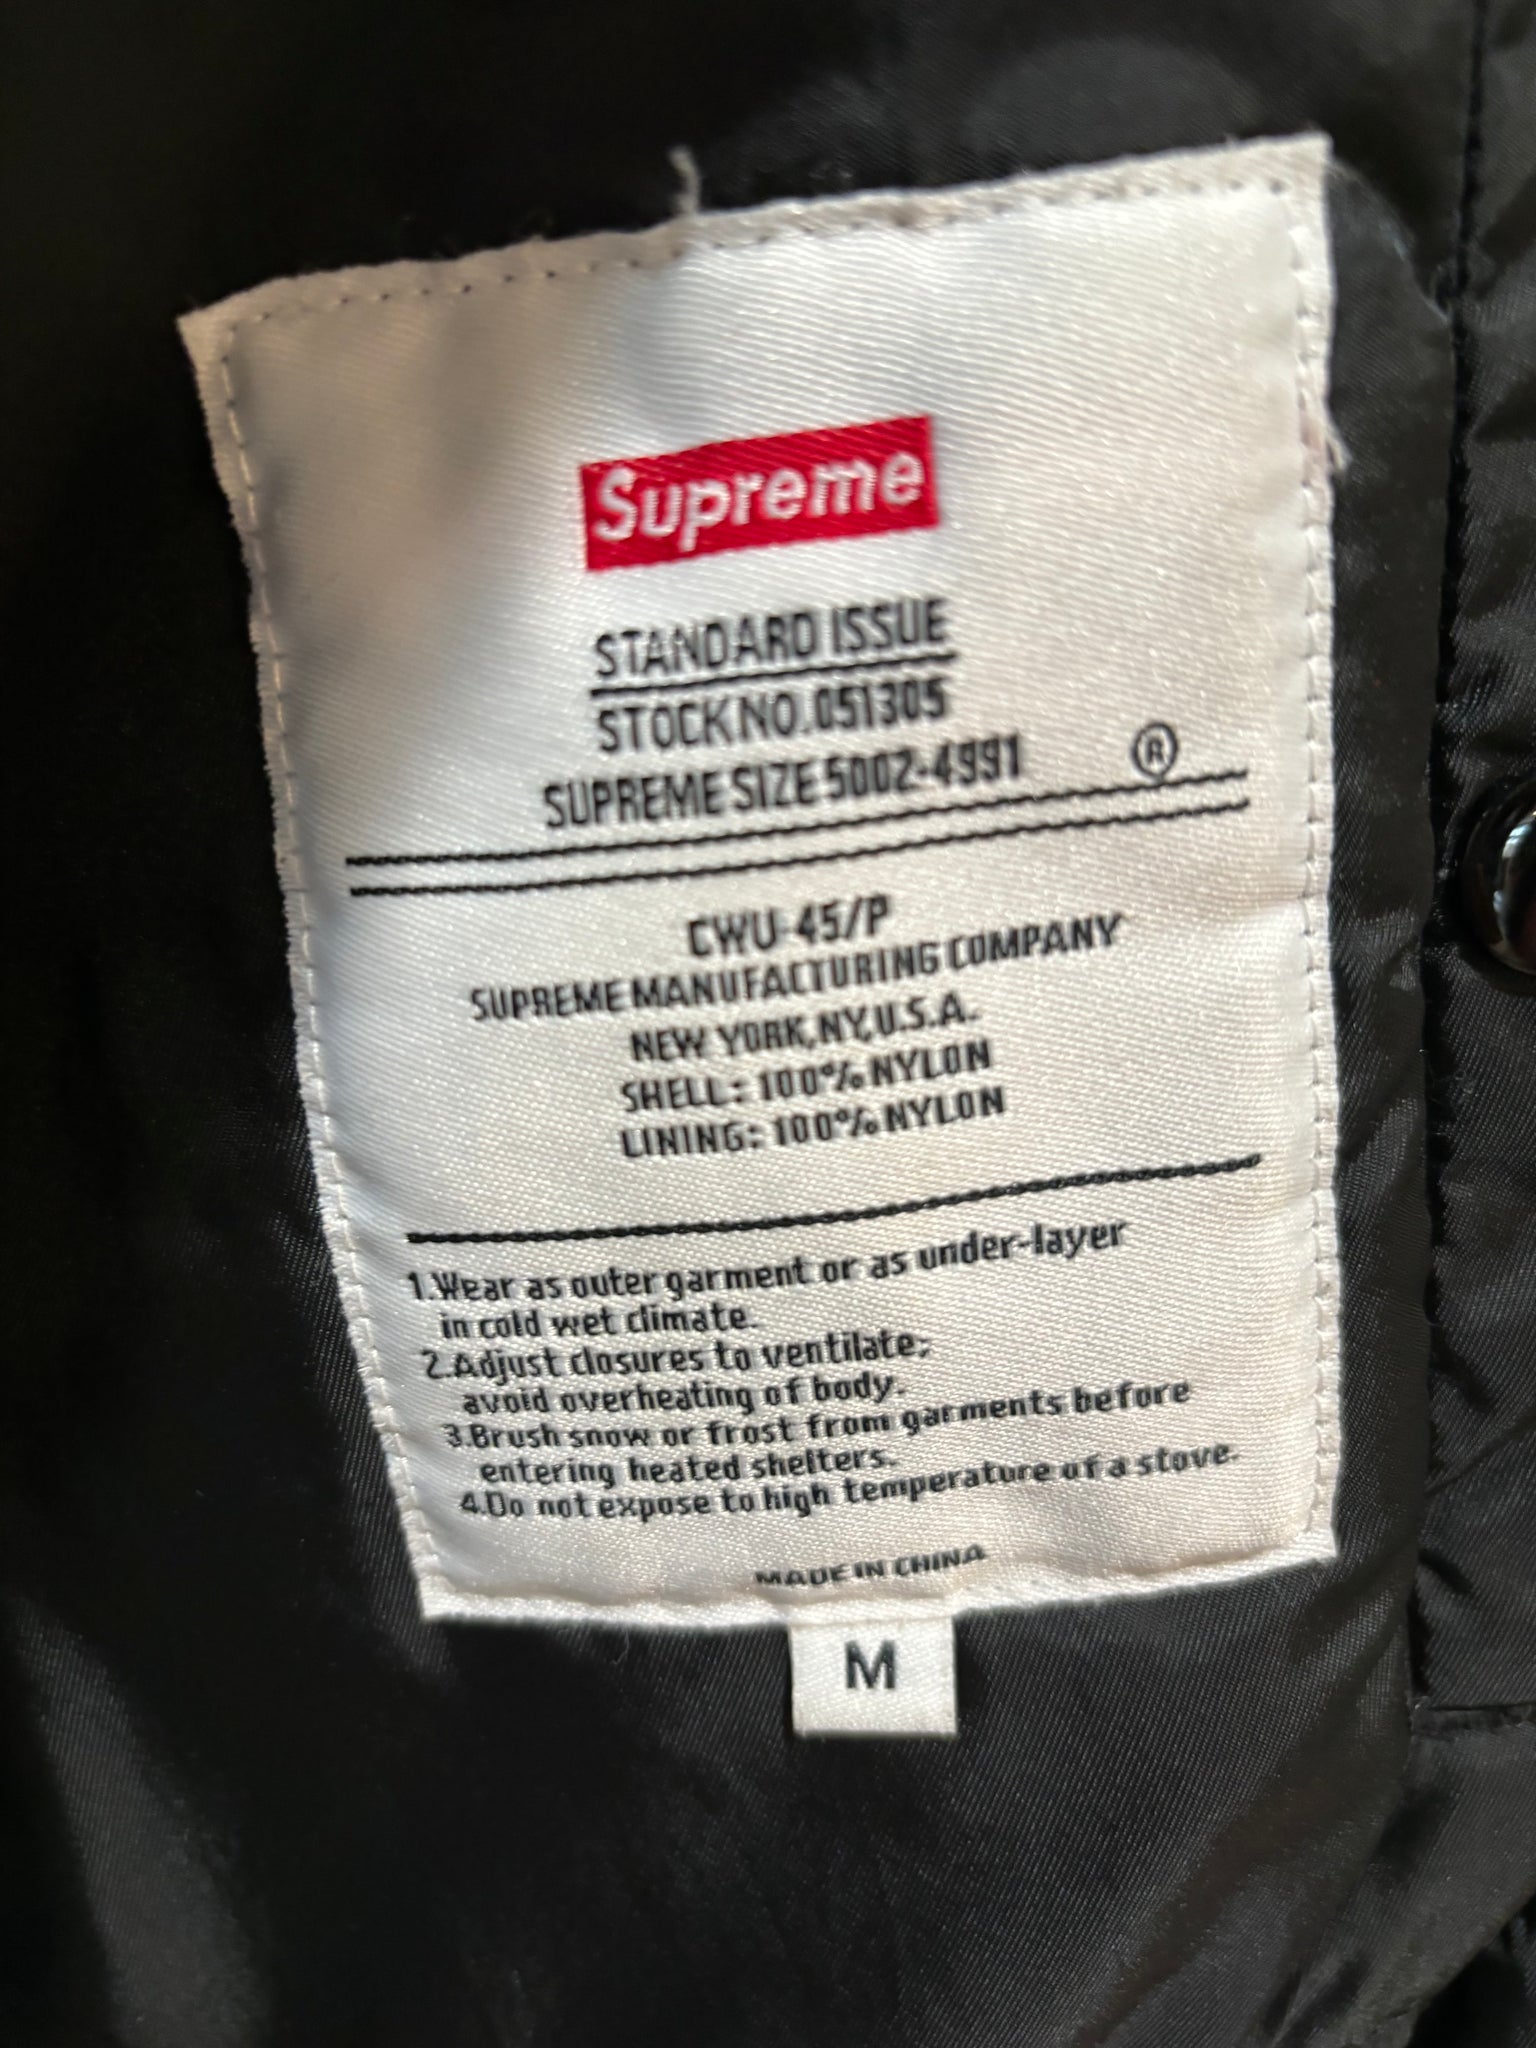 Supreme
STANDARD ISSUE
STOCK NO.051305
SUPREME SIZE 5002-4991 ®
CWU-45/P
SUPREME MANUFACTURING COMPANY
NEW YORK,NY,U.S.A.
SHELL: 100% NYLON
LINING: 100% NYLON
1.Wear as outer garment or as under-layer
in cold wet climate.
2.Adjust closures to ventilate;
avoid overheating of body.
3.Brush snow or frost from garments before
entering heated shelters.
4.Do not expose to high temperature of a stove.
MADE IN CHINA
M